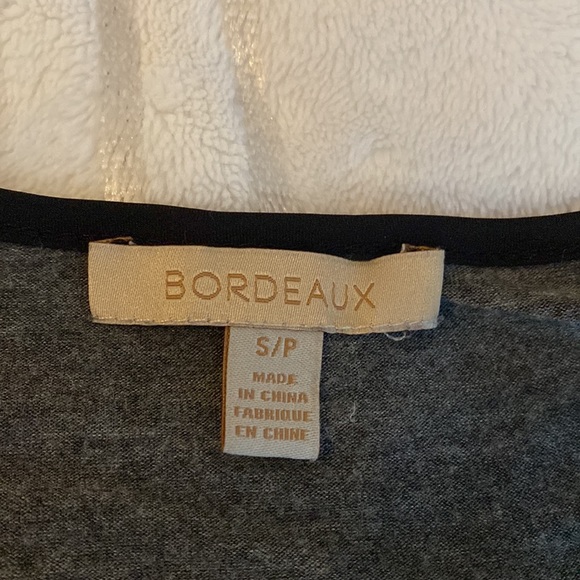 BORDEAUX
S/P
MADE
IN CHINA
FABRIQUE
EN CHINE